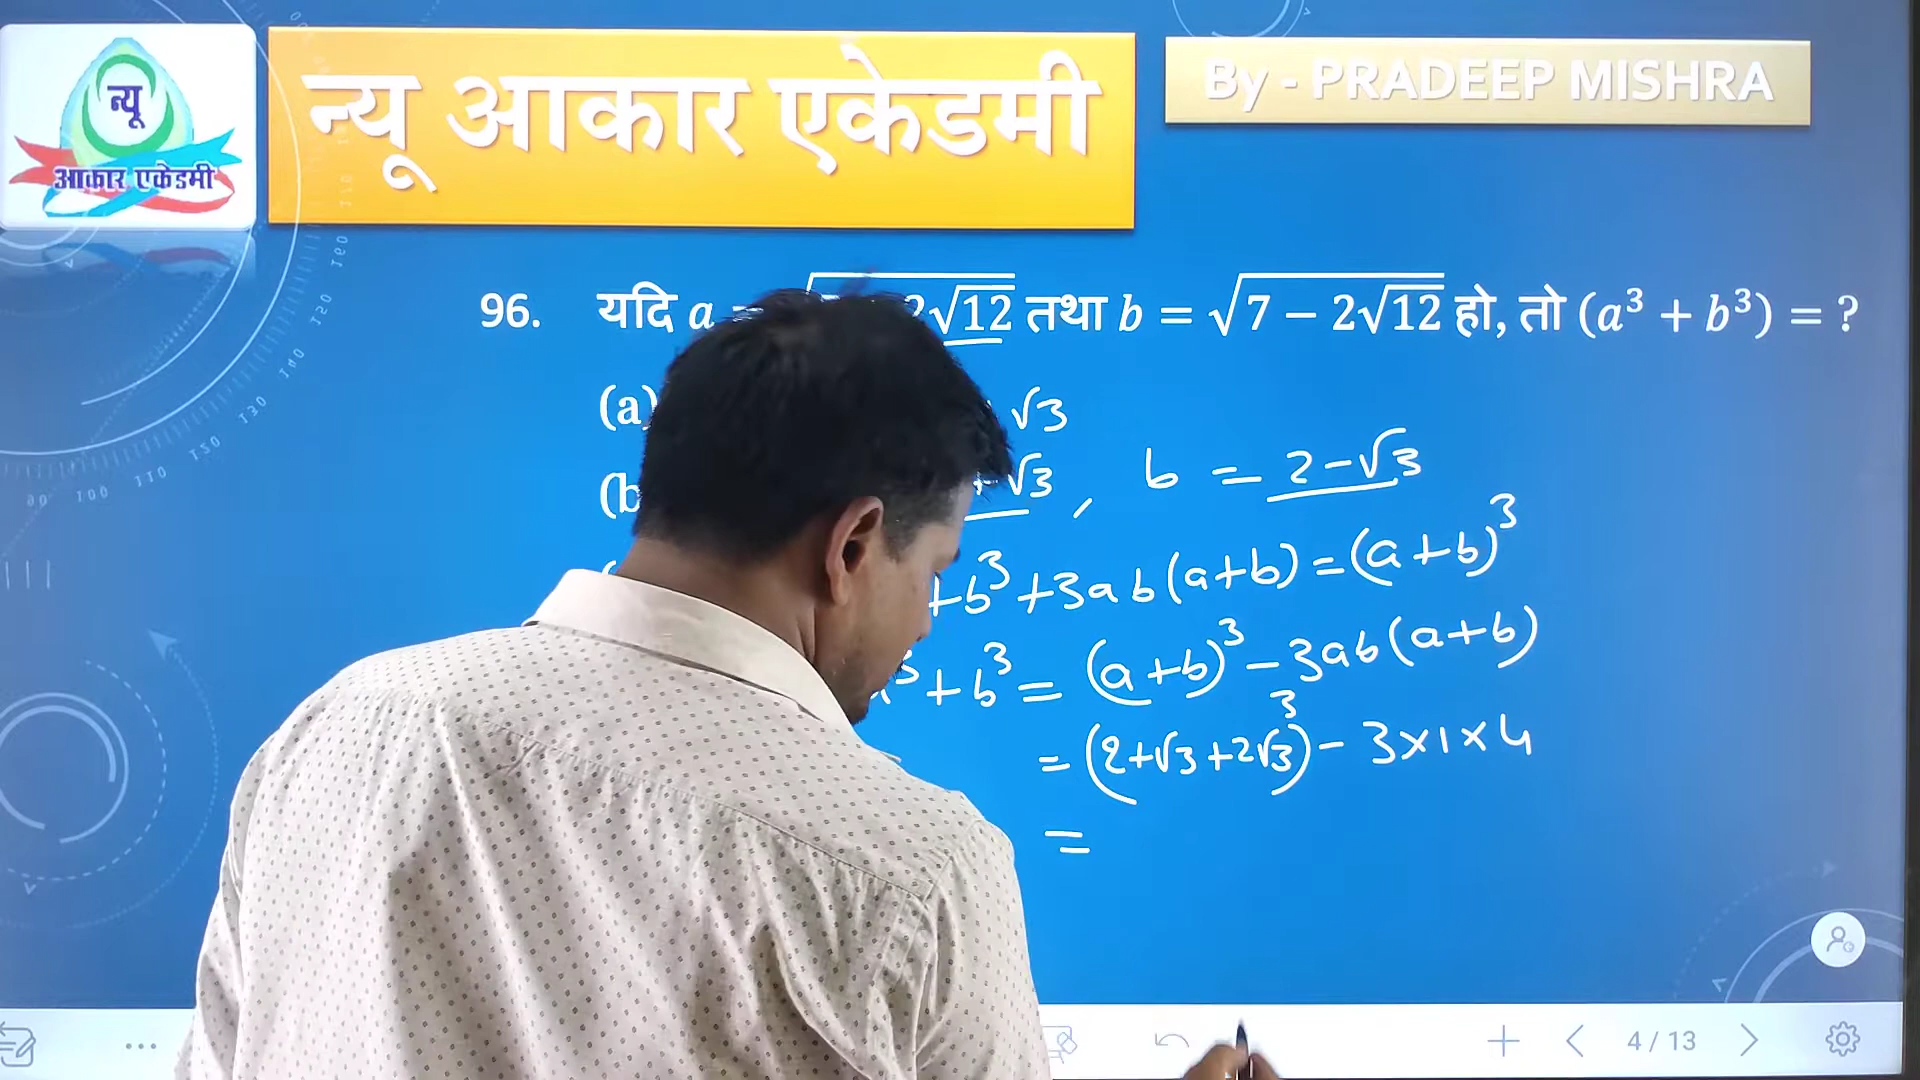 न्यू
आकार एकेडमी
न्यू आकार एकेडमी
By - PRADEEP MISHRA
96. यदि a = 2√12 तथा b = √(7 − 2√12) हो, तो (a³ + b³) = ?
(a) √3
(b √3 , b = 2-√3
+b³+3ab(a+b)=(a+b)³
³+b³= (a+b)³-3ab(a+b)
= (2+√3+2√3)³- 3×1×4
=
4 / 13